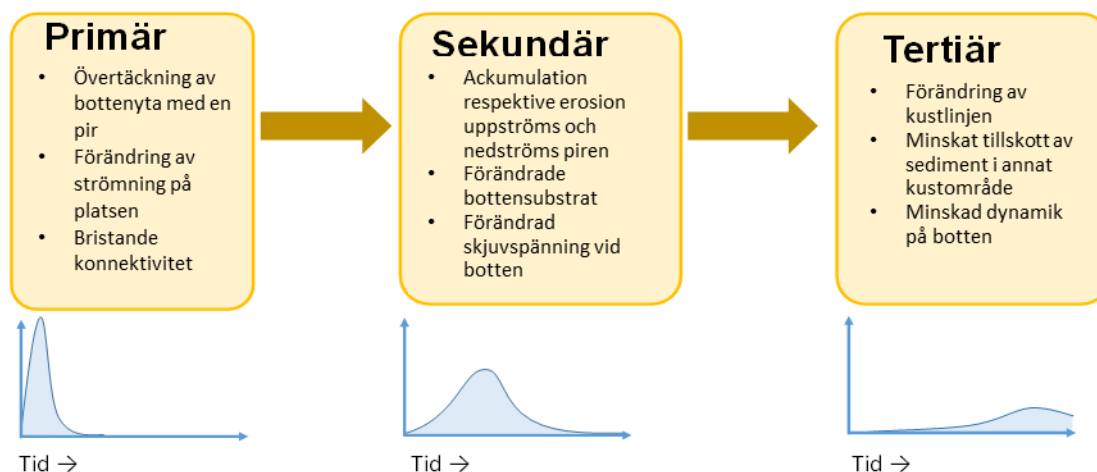 Primär
• Övertäckning av
bottenyta med en
pir
• Förändring av
strömning på
platsen
• Bristande
konnektivitet
Sekundär
• Ackumulation
respektive erosion
uppströms och
nedströms piren
• Förändrade
bottensubstrat
• Förändrad
skjuvspänning vid
botten
Tertiär
• Förändring av
kustlinjen
• Minskat tillskott av
sediment i annat
kustområde
• Minskad dynamik
på botten
Tid →
Tid →
Tid →